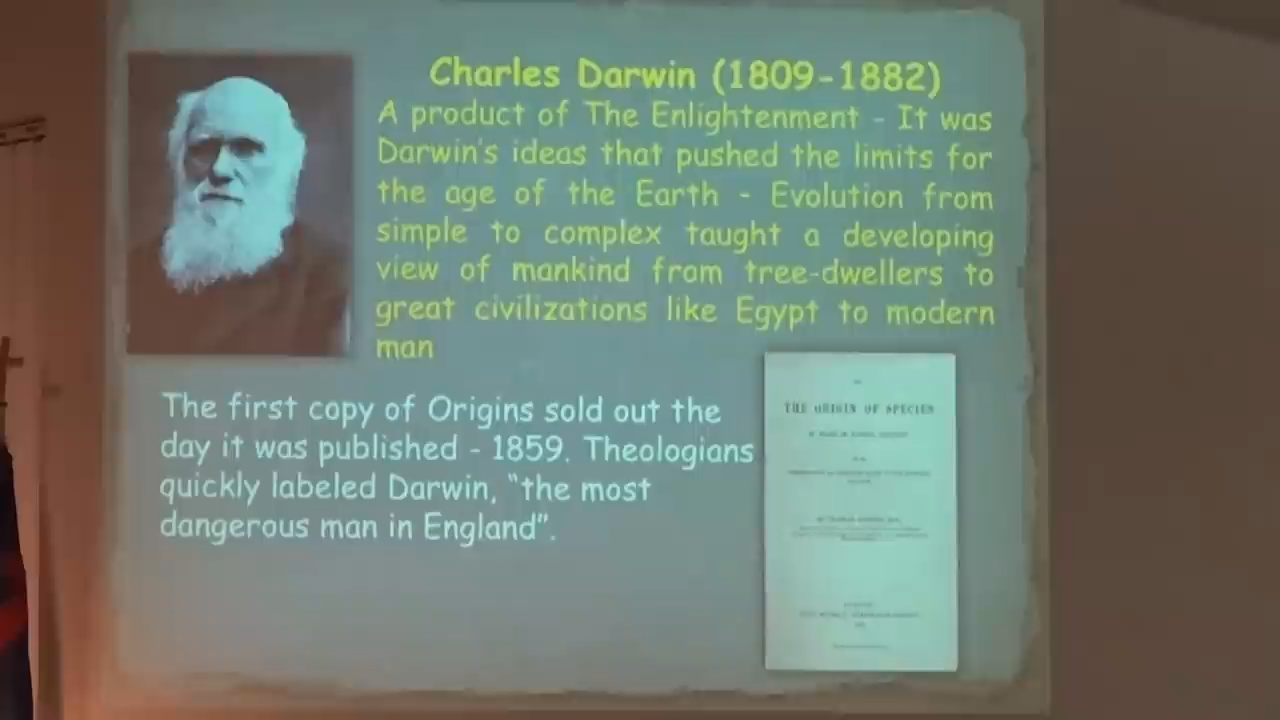 Charles Darwin (1809-1882)
A product of The Enlightenment - It was
Darwin's ideas that pushed the limits for
the age of the Earth - Evolution from
simple to complex taught a developing
view of mankind from tree-dwellers to
great civilizations like Egypt to modern
man
The first copy of Origins sold out the
day it was published - 1859. Theologians
quickly labeled Darwin, “the most
dangerous man in England”.
THE ORIGIN OF SPECIES